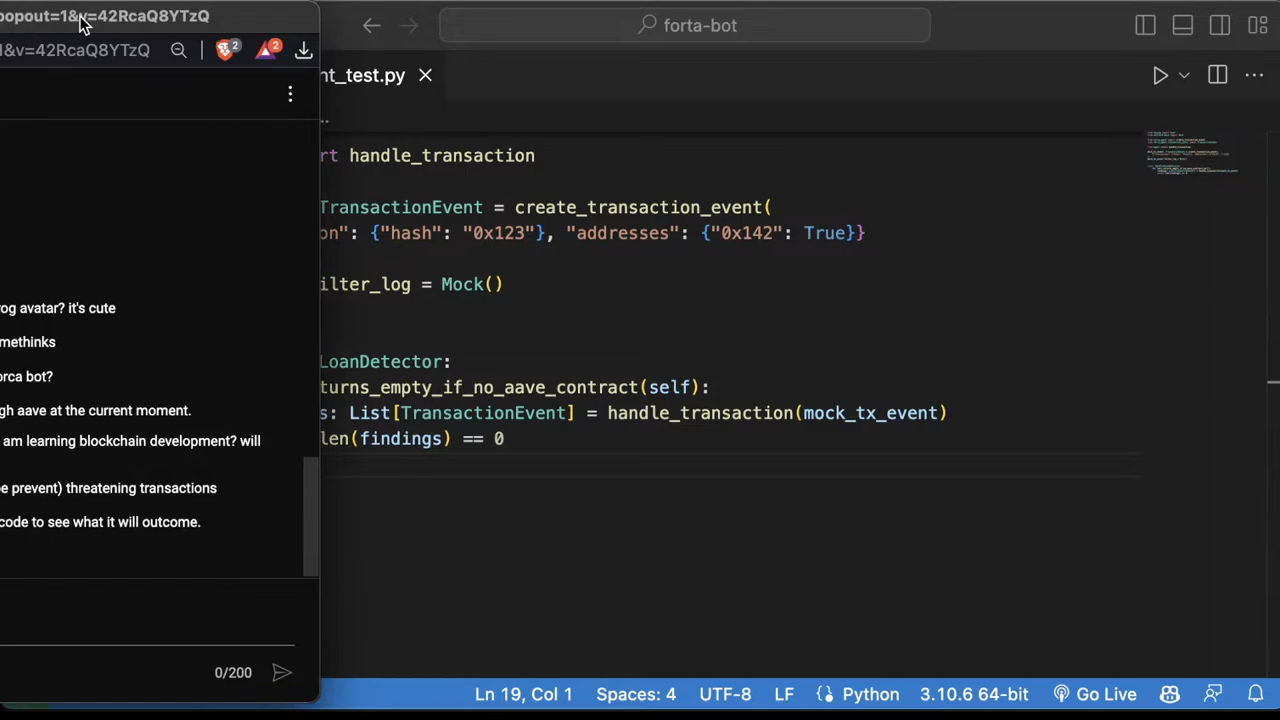 popout=1&v=42RcaQ8YTzQ
1&v=42RcaQ8YTzQ
2
2
og avatar? it's cute
methinks
orca bot?
gh aave at the current moment.
am learning blockchain development? will
e prevent) threatening transactions
code to see what it will outcome.
0/200
forta-bot
nt_test.py
..
rt handle_transaction
TransactionEvent = create_transaction_event(
on": {"hash": "0x123"}, "addresses": {"0x142": True}}
ilter_log = Mock()
LoanDetector:
turns_empty_if_no_aave_contract(self):
s: List[TransactionEvent] = handle_transaction(mock_tx_event)
len(findings) == 0
Ln 19, Col 1 Spaces: 4 UTF-8 LF Python 3.10.6 64-bit Go Live